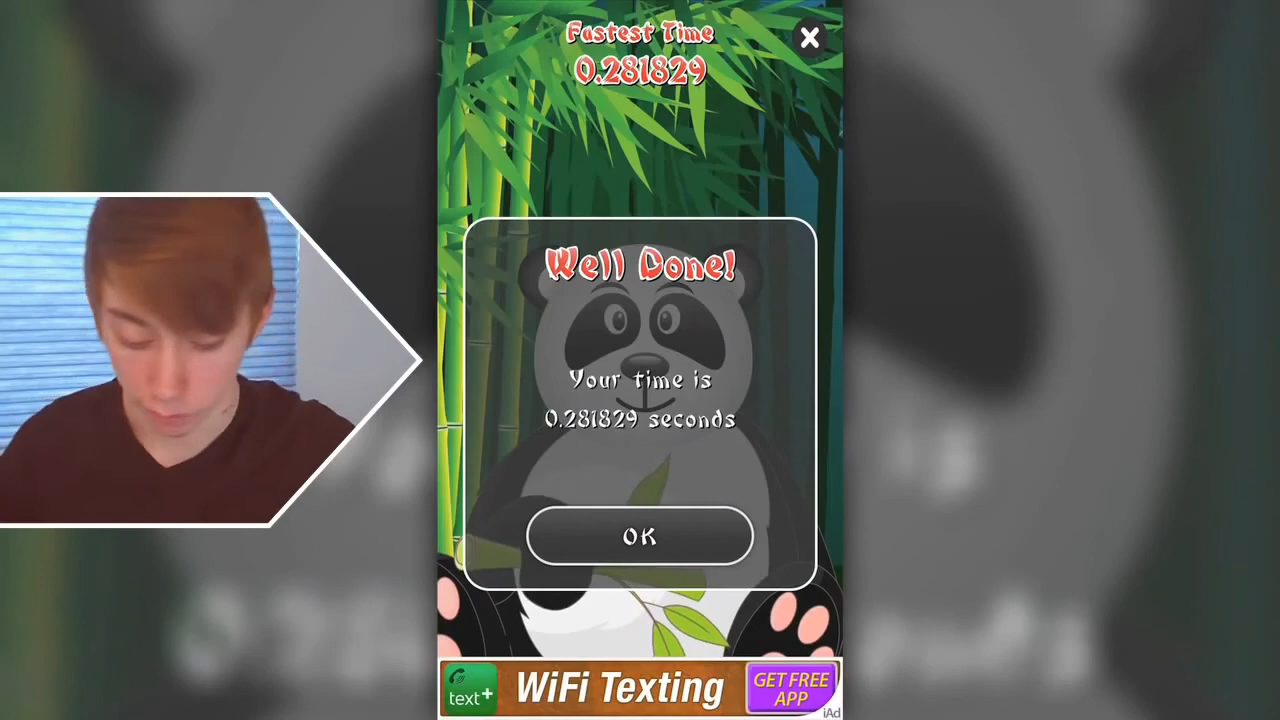 Fastest Time
0.281829
Well Done!
Your time is
0.281829 seconds
OK
text+
WiFi Texting
GET FREE
APP
iAd